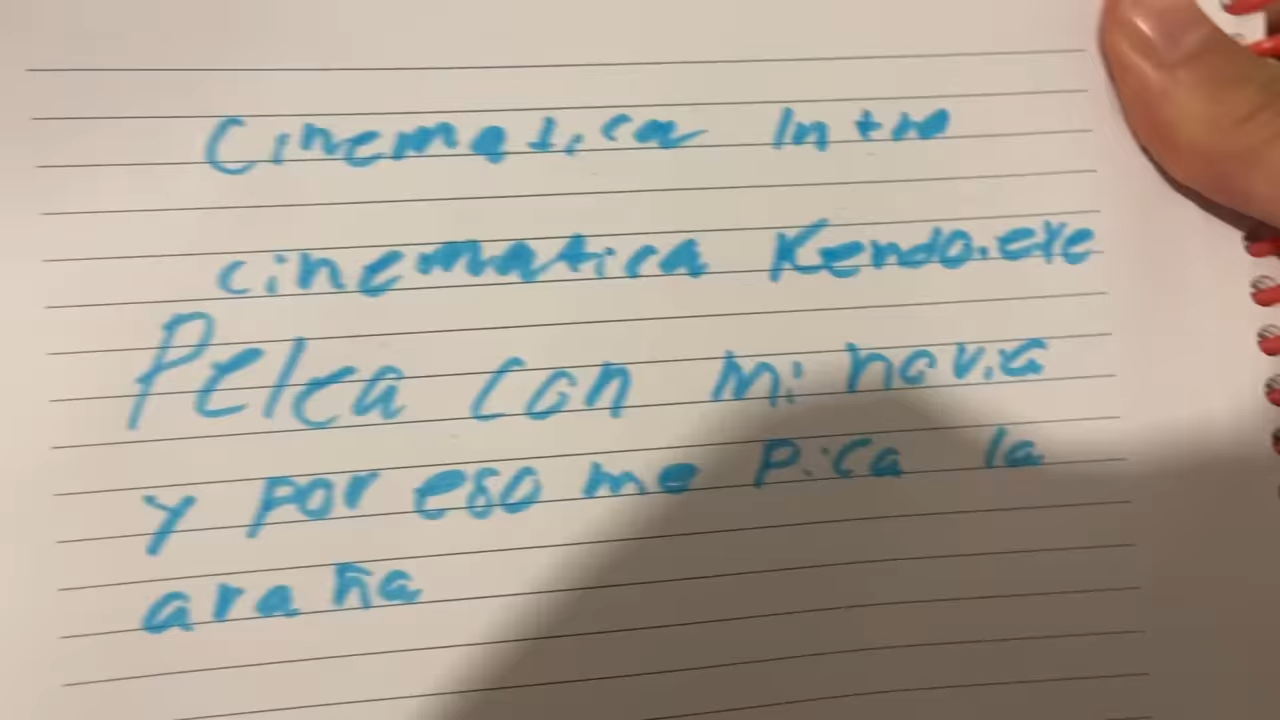 Cinematica Intro
cinematica Kendo.exe
Pelea con mi novia
y por eso me pica la
araña